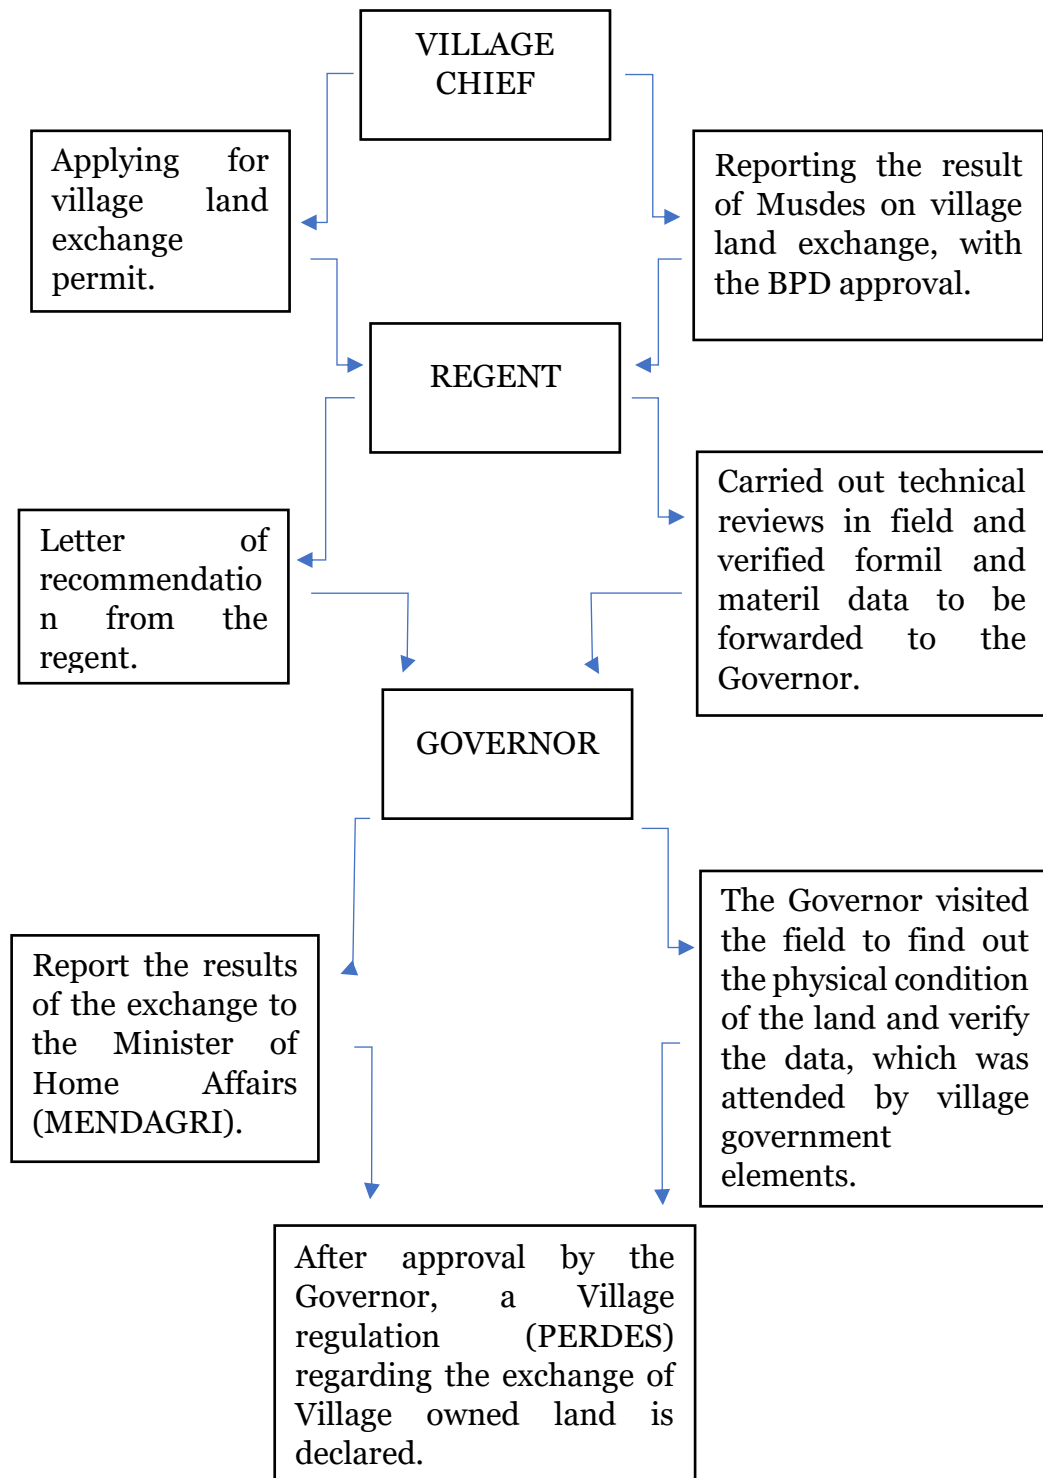 VILLAGE
CHIEF
Applying for
village land
exchange
permit.
Reporting the result
of Musdes on village
land exchange, with
the BPD approval.
REGENT
Letter of
recommendatio
n from the
regent.
Carried out technical
reviews in field and
verified formil and
materil data to be
forwarded to the
Governor.
GOVERNOR
Report the results
of the exchange to
the Minister of
Home Affairs
(MENDAGRI).
The Governor visited
the field to find out
the physical condition
of the land and verify
the data, which was
attended by village
government
elements.
After approval by the
Governor, a Village
regulation (PERDES)
regarding the exchange of
Village owned land is
declared.